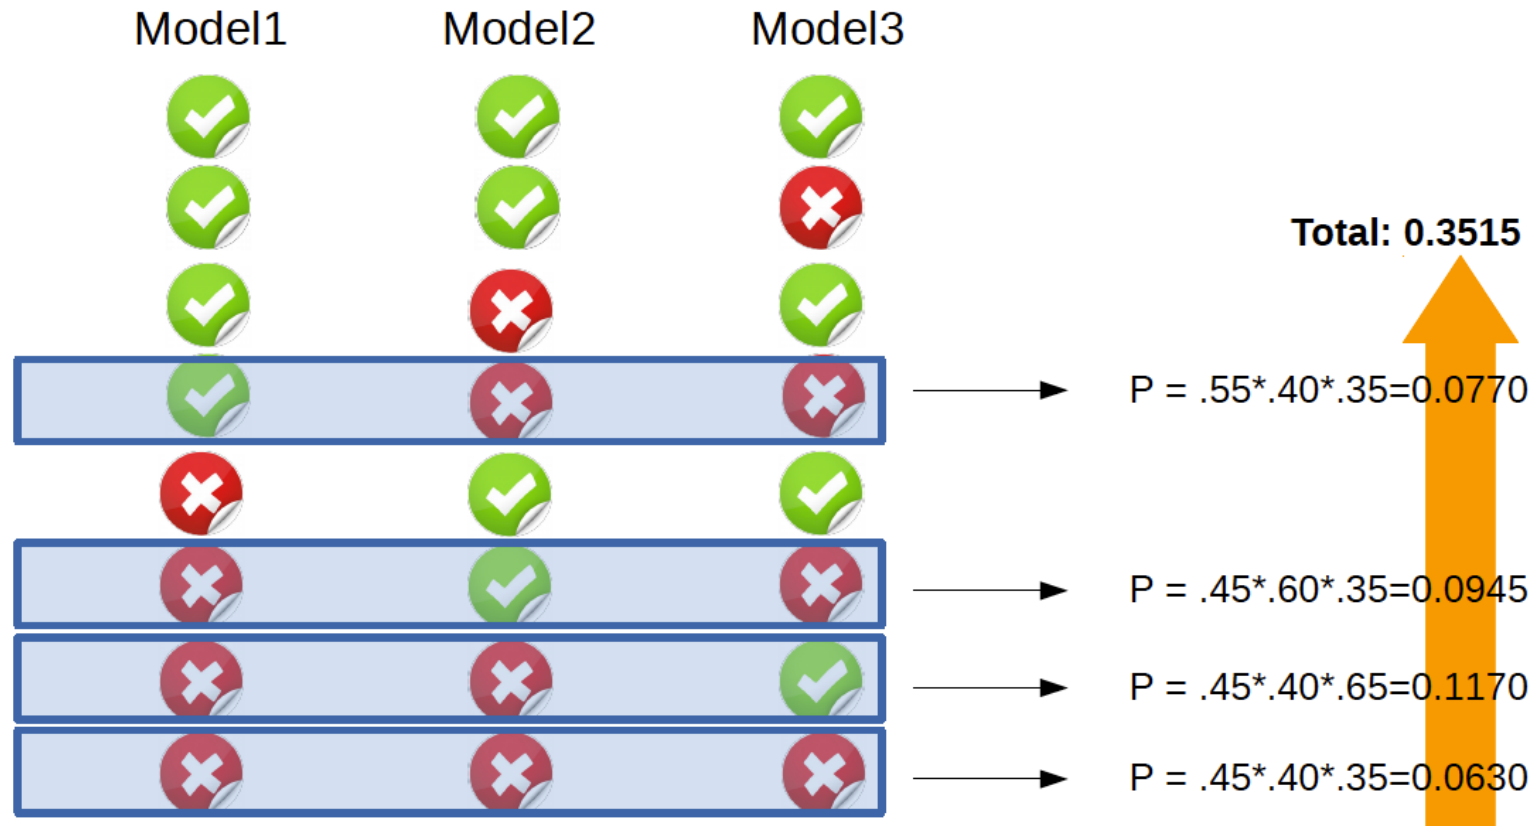 Model1 Model2 Model3
Total: 0.3515
P = .55*.40*.35=0.0770
P = .45*.60*.35=0.0945
P = .45*.40*.65=0.1170
P = .45*.40*.35=0.0630